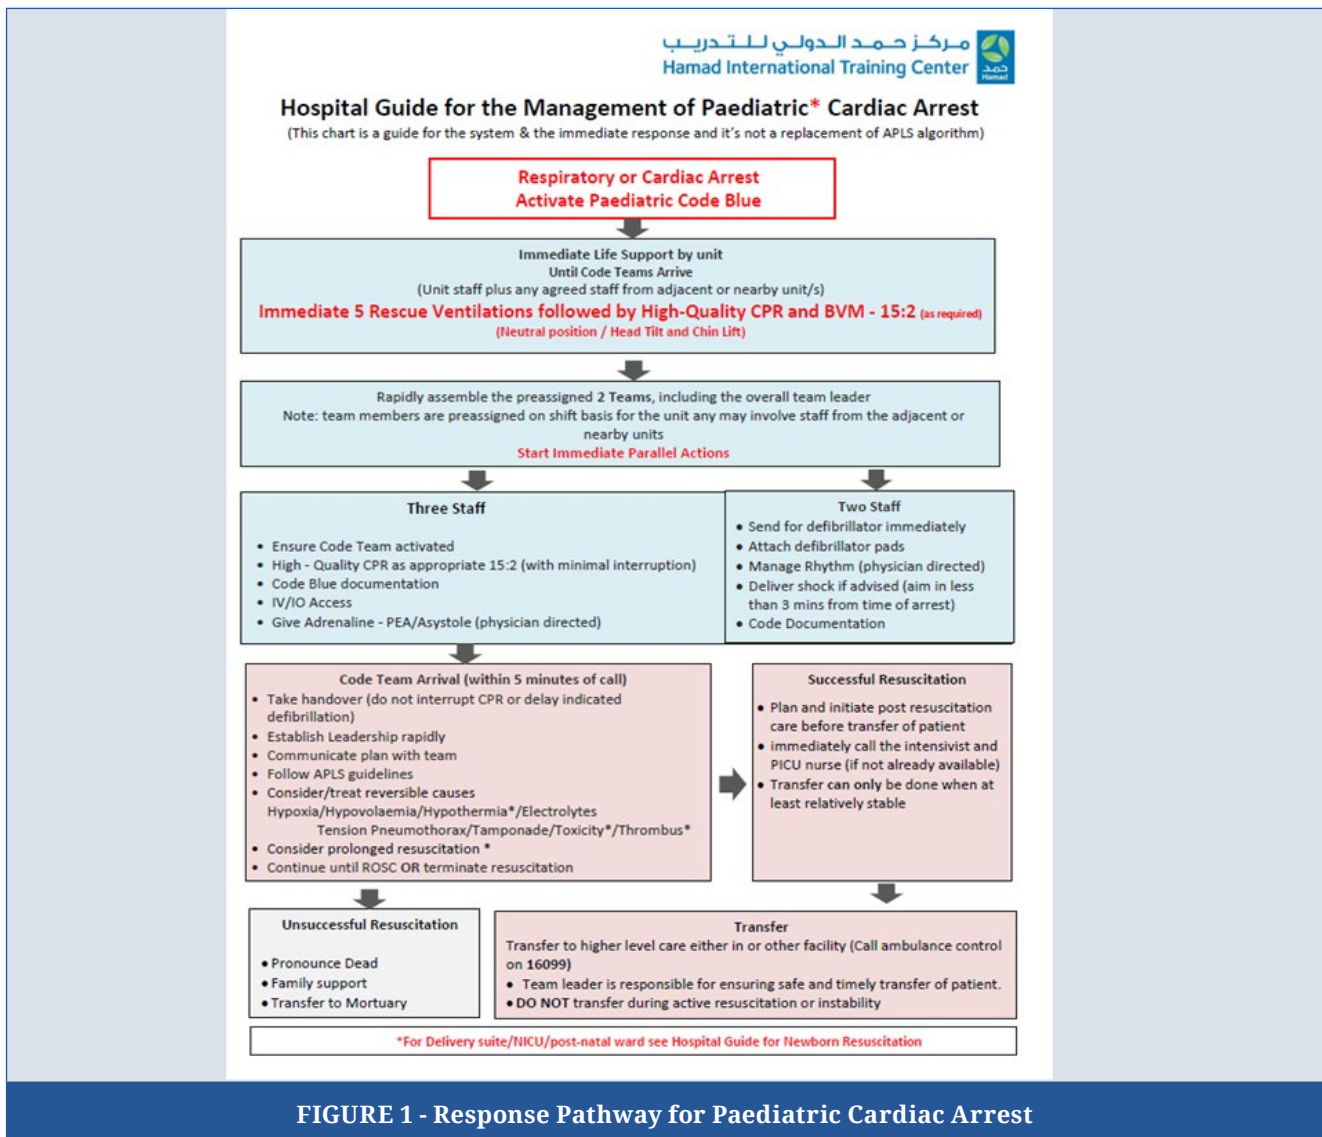 مركز حمد الدولي للتدريب
Hamad International Training Center
حمد
Hamad
Hospital Guide for the Management of Paediatric* Cardiac Arrest
(This chart is a guide for the system & the immediate response and it's not a replacement of APLS algorithm)
Respiratory or Cardiac Arrest
Activate Paediatric Code Blue
Immediate Life Support by unit
Until Code Teams Arrive
(Unit staff plus any agreed staff from adjacent or nearby unit/s)
Immediate 5 Rescue Ventilations followed by High-Quality CPR and BVM - 15:2 (as required)
(Neutral position / Head Tilt and Chin Lift)
Rapidly assemble the preassigned 2 Teams, including the overall team leader
Note: team members are preassigned on shift basis for the unit any may involve staff from the adjacent or
nearby units
Start Immediate Parallel Actions
Three Staff
• Ensure Code Team activated
• High - Quality CPR as appropriate 15:2 (with minimal interruption)
• Code Blue documentation
• IV/IO Access
• Give Adrenaline - PEA/Asystole (physician directed)
Two Staff
• Send for defibrillator immediately
• Attach defibrillator pads
• Manage Rhythm (physician directed)
• Deliver shock if advised (aim in less
than 3 mins from time of arrest)
• Code Documentation
Code Team Arrival (within 5 minutes of call)
• Take handover (do not interrupt CPR or delay indicated
defibrillation)
• Establish Leadership rapidly
• Communicate plan with team
• Follow APLS guidelines
• Consider/treat reversible causes
Hypoxia/Hypovolaemia/Hypothermia*/Electrolytes
Tension Pneumothorax/Tamponade/Toxicity*/Thrombus*
• Consider prolonged resuscitation *
• Continue until ROSC OR terminate resuscitation
Successful Resuscitation
• Plan and initiate post resuscitation
care before transfer of patient
• immediately call the intensivist and
PICU nurse (if not already available)
• Transfer can only be done when at
least relatively stable
Unsuccessful Resuscitation
• Pronounce Dead
• Family support
• Transfer to Mortuary
Transfer
Transfer to higher level care either in or other facility (Call ambulance control
on 16099)
• Team leader is responsible for ensuring safe and timely transfer of patient.
• DO NOT transfer during active resuscitation or instability
*For Delivery suite/NICU/post-natal ward see Hospital Guide for Newborn Resuscitation
FIGURE 1 - Response Pathway for Paediatric Cardiac Arrest